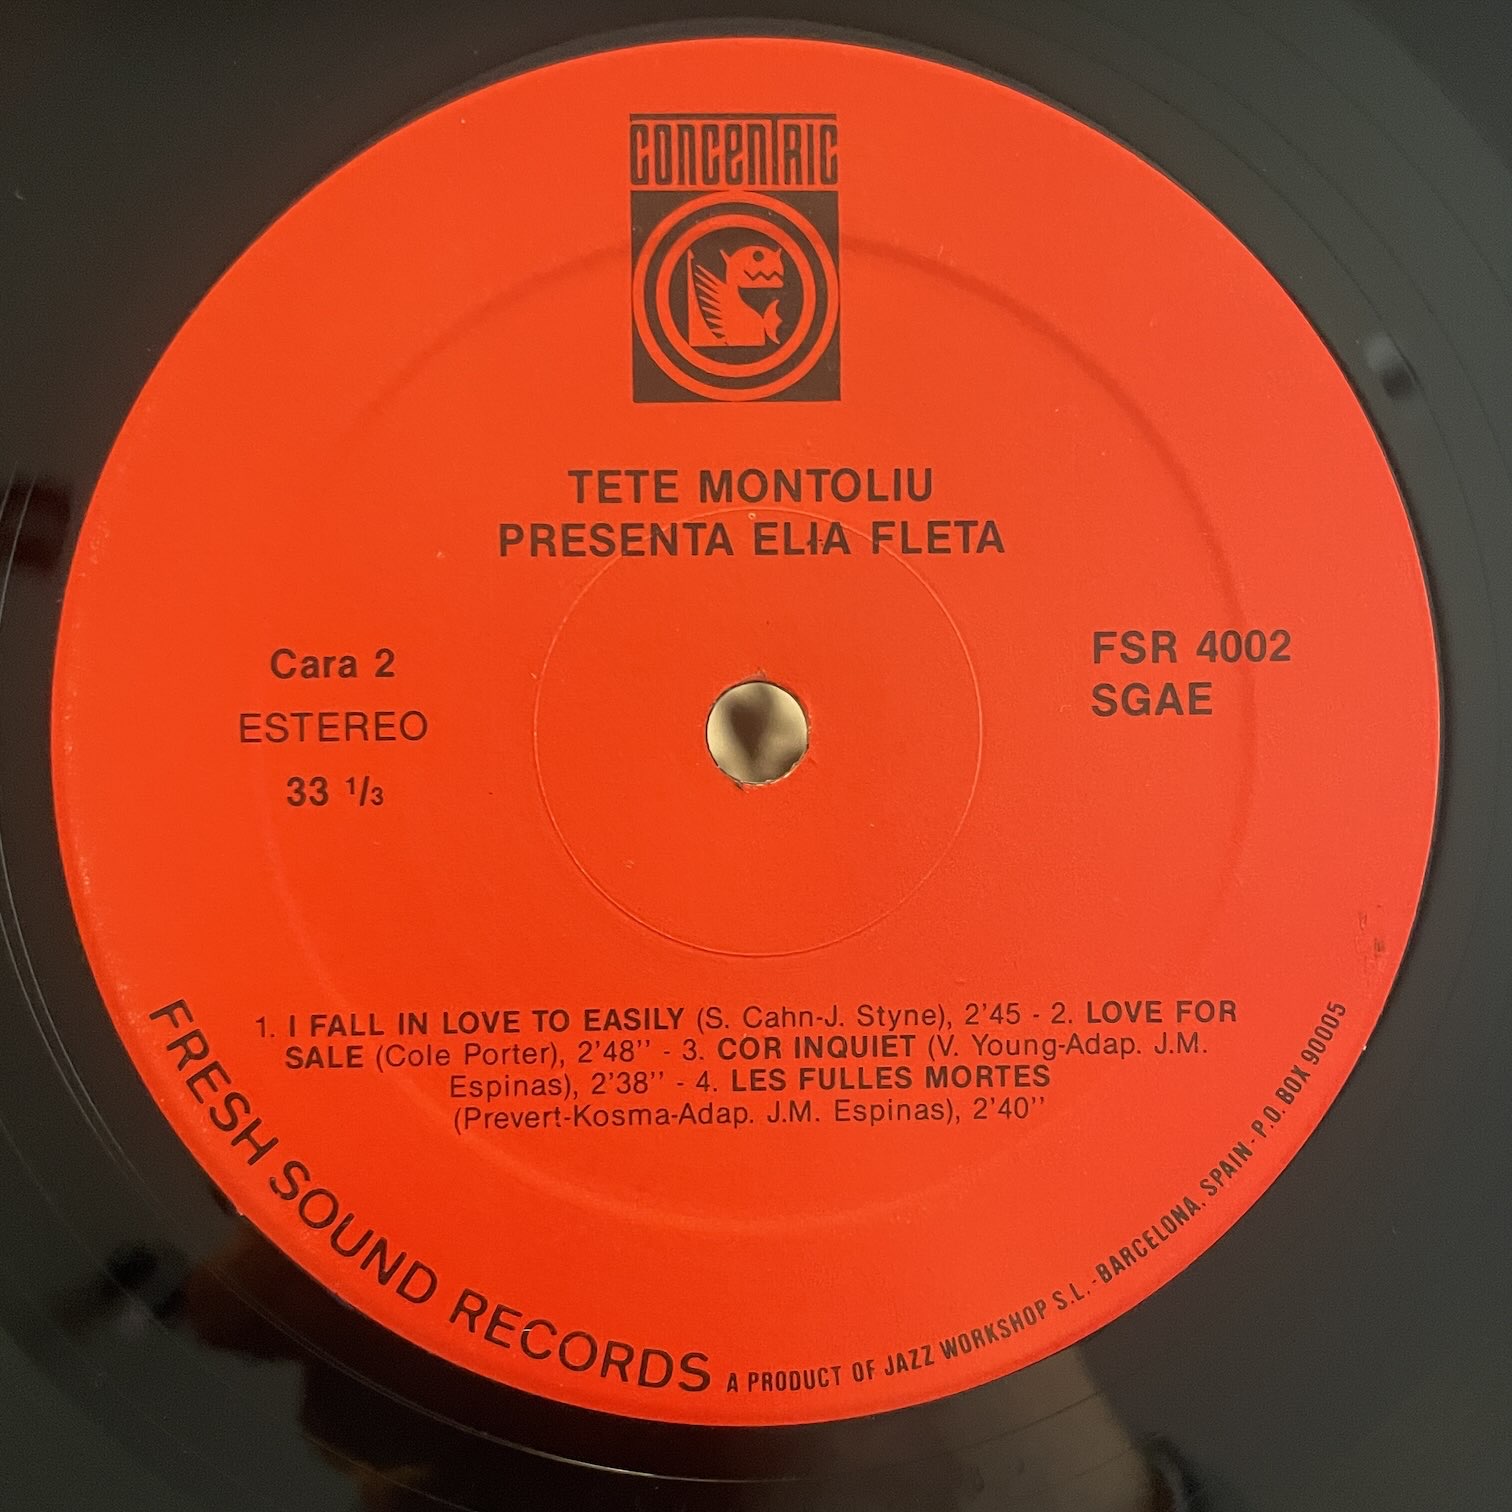 CONCENTRIC
TETE MONTOLIU
PRESENTA ELIA FLETA
Cara 2
ESTEREO
33 1/3
FSR 4002
SGAE
1. I FALL IN LOVE TO EASILY (S. Cahn-J. Styne), 2'45 - 2. LOVE FOR
SALE (Cole Porter), 2'48'' - 3. COR INQUIET (V. Young-Adap. J.M.
Espinas), 2'38'' - 4. LES FULLES MORTES
(Prevert-Kosma-Adap. J.M. Espinas), 2'40''
FRESH SOUND RECORDS A PRODUCT OF JAZZ WORKSHOP S.L. - BARCELONA. SPAIN - P.O. BOX 90005